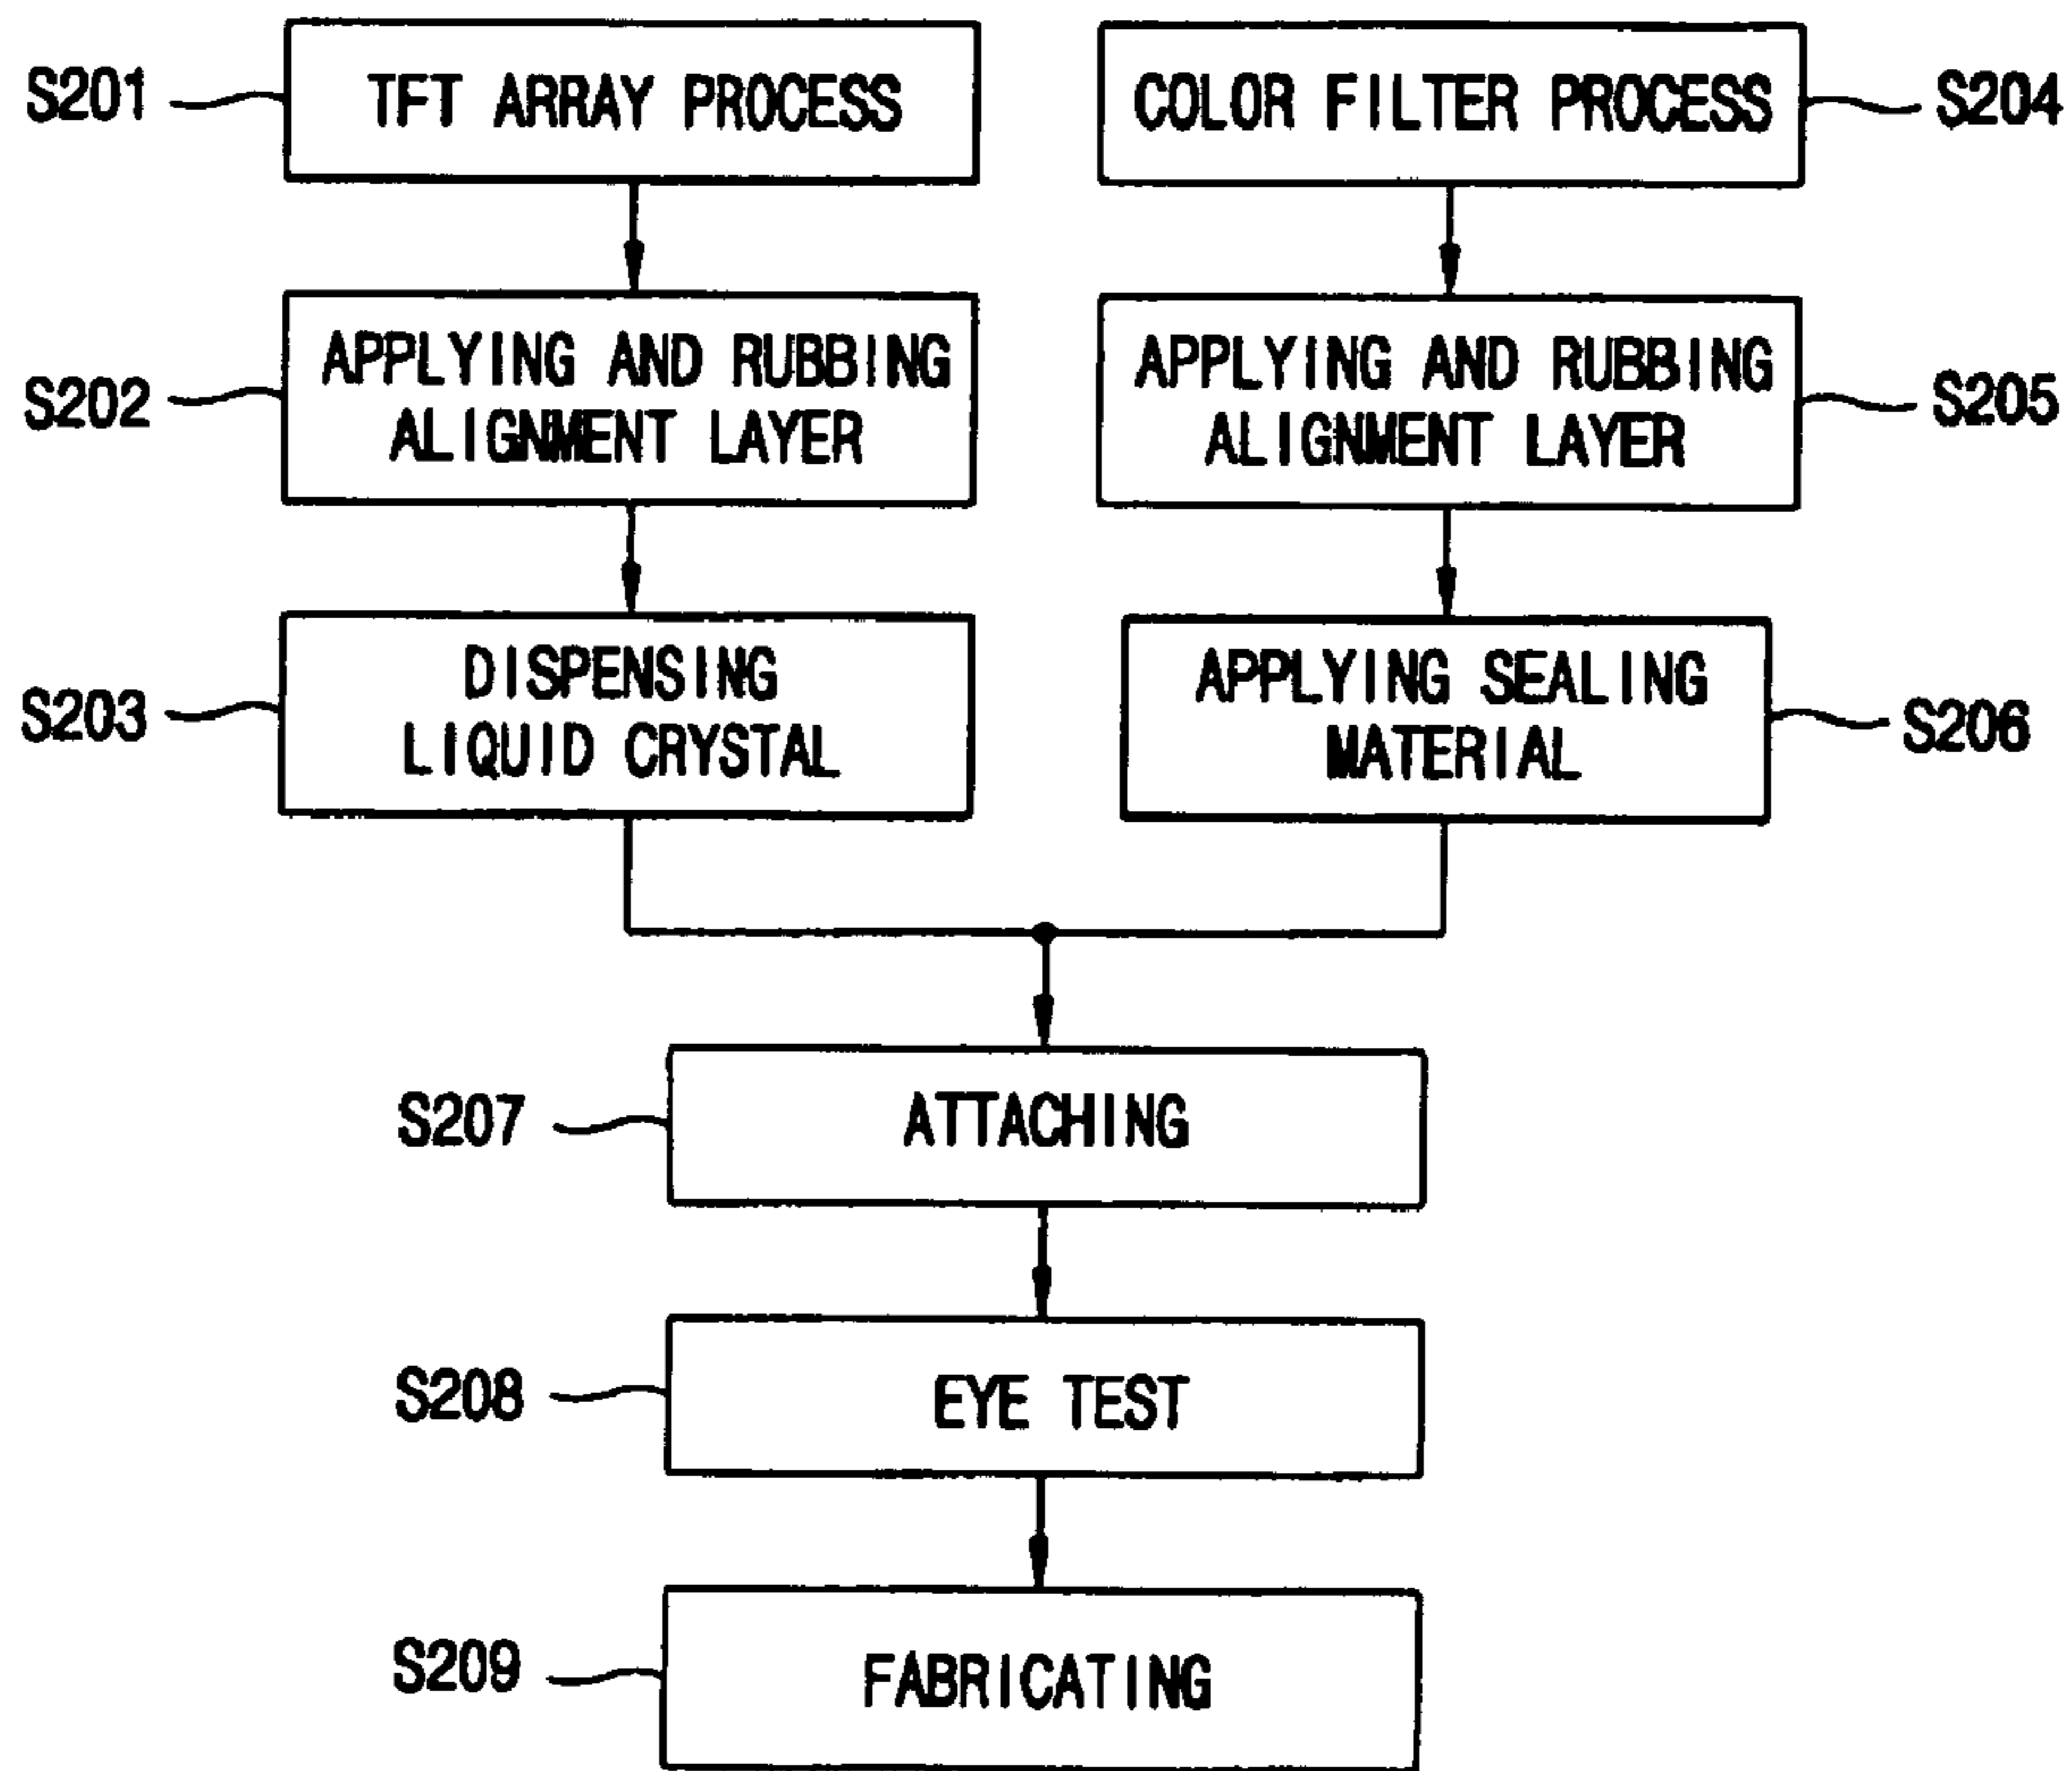 S201
TFT ARRAY PROCESS
COLOR FILTER PROCESS
S204
S202
APPLYING AND RUBBING
ALIGNMENT LAYER
APPLYING AND RUBBING
ALIGNMENT LAYER
S205
S203
DISPENSING
LIQUID CRYSTAL
APPLYING SEALING
MATERIAL
S206
S207
ATTACHING
S208
EYE TEST
S209
FABRICATING